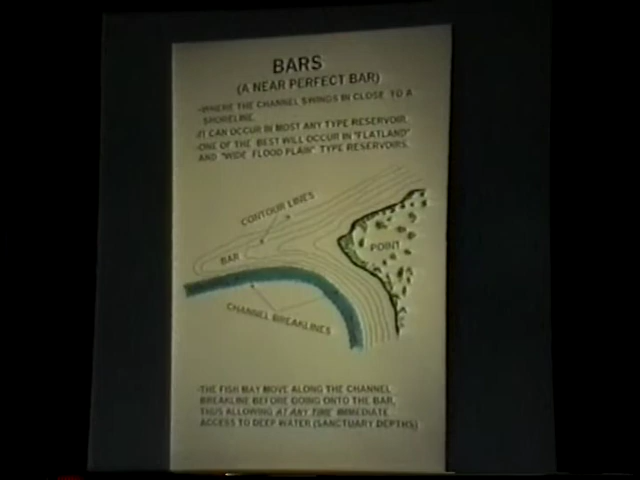 BARS
(A NEAR PERFECT BAR)
-WHERE THE CHANNEL SWINGS IN CLOSE TO A
SHORELINE.
-IT CAN OCCUR IN MOST ANY TYPE RESERVOIR.
-ONE OF THE BEST WILL OCCUR IN "FLATLAND"
AND "WIDE FLOOD PLAIN" TYPE RESERVOIRS.
CONTOUR LINES
POINT
BAR
CHANNEL BREAKLINES
-THE FISH MAY MOVE ALONG THE CHANNEL
BREAKLINE BEFORE GOING ONTO THE BAR,
THUS ALLOWING AT ANY TIME IMMEDIATE
ACCESS TO DEEP WATER (SANCTUARY DEPTHS)